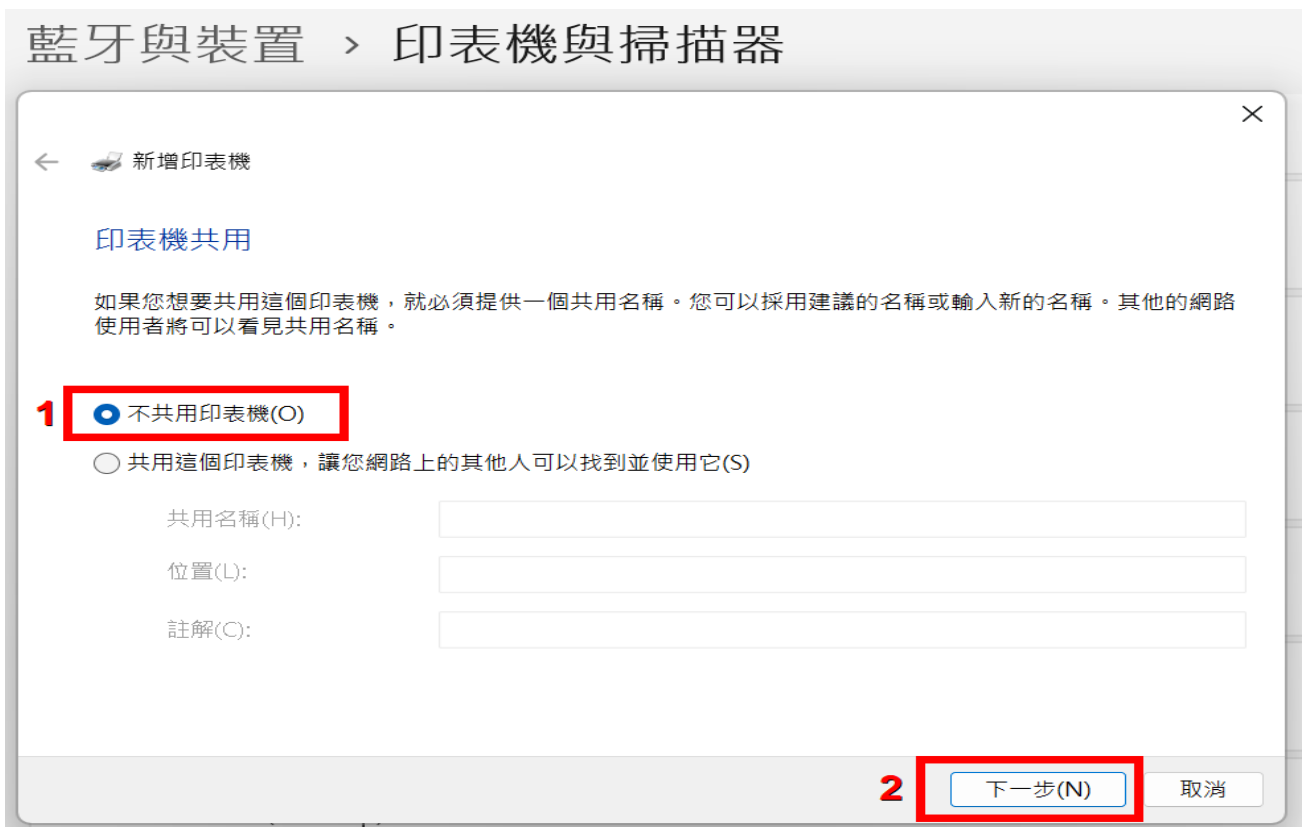 藍牙與裝置 › 印表機與掃描器
新增印表機
印表機共用
如果您想要共用這個印表機，就必須提供一個共用名稱。您可以採用建議的名稱或輸入新的名稱。其他的網路
使用者將可以看見共用名稱。
1 不共用印表機(O)
共用這個印表機，讓您網路上的其他人可以找到並使用它(S)
共用名稱(H):
位置(L):
註解(C):
2 下一步(N) 取消